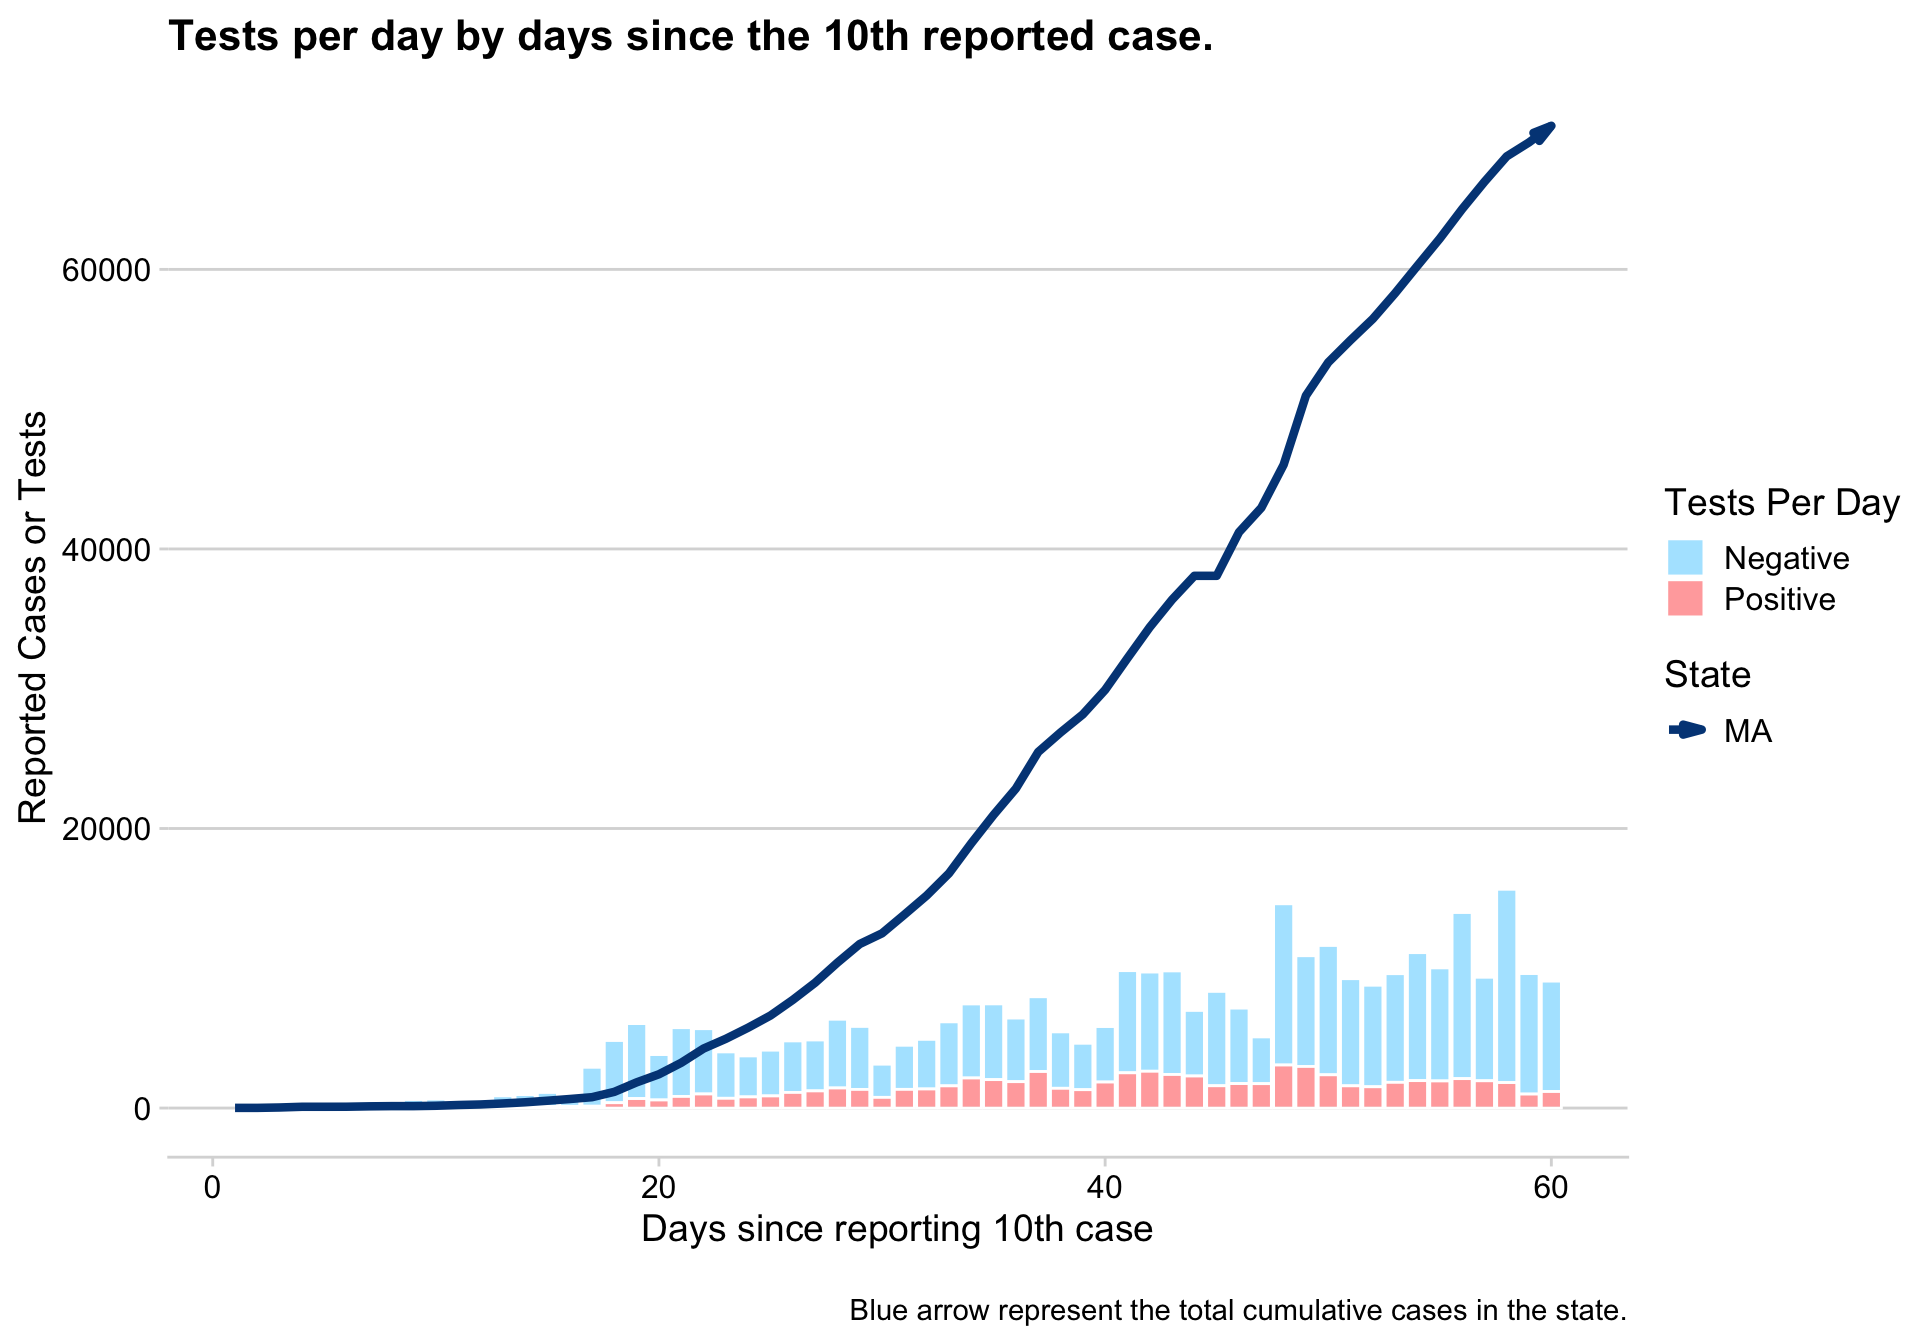 Tests per day by days since the 10th reported case.
Reported Cases or Tests
60000
40000
20000
0
0
20
40
60
Days since reporting 10th case
Tests Per Day
Negative
Positive
State
MA
Blue arrow represent the total cumulative cases in the state.